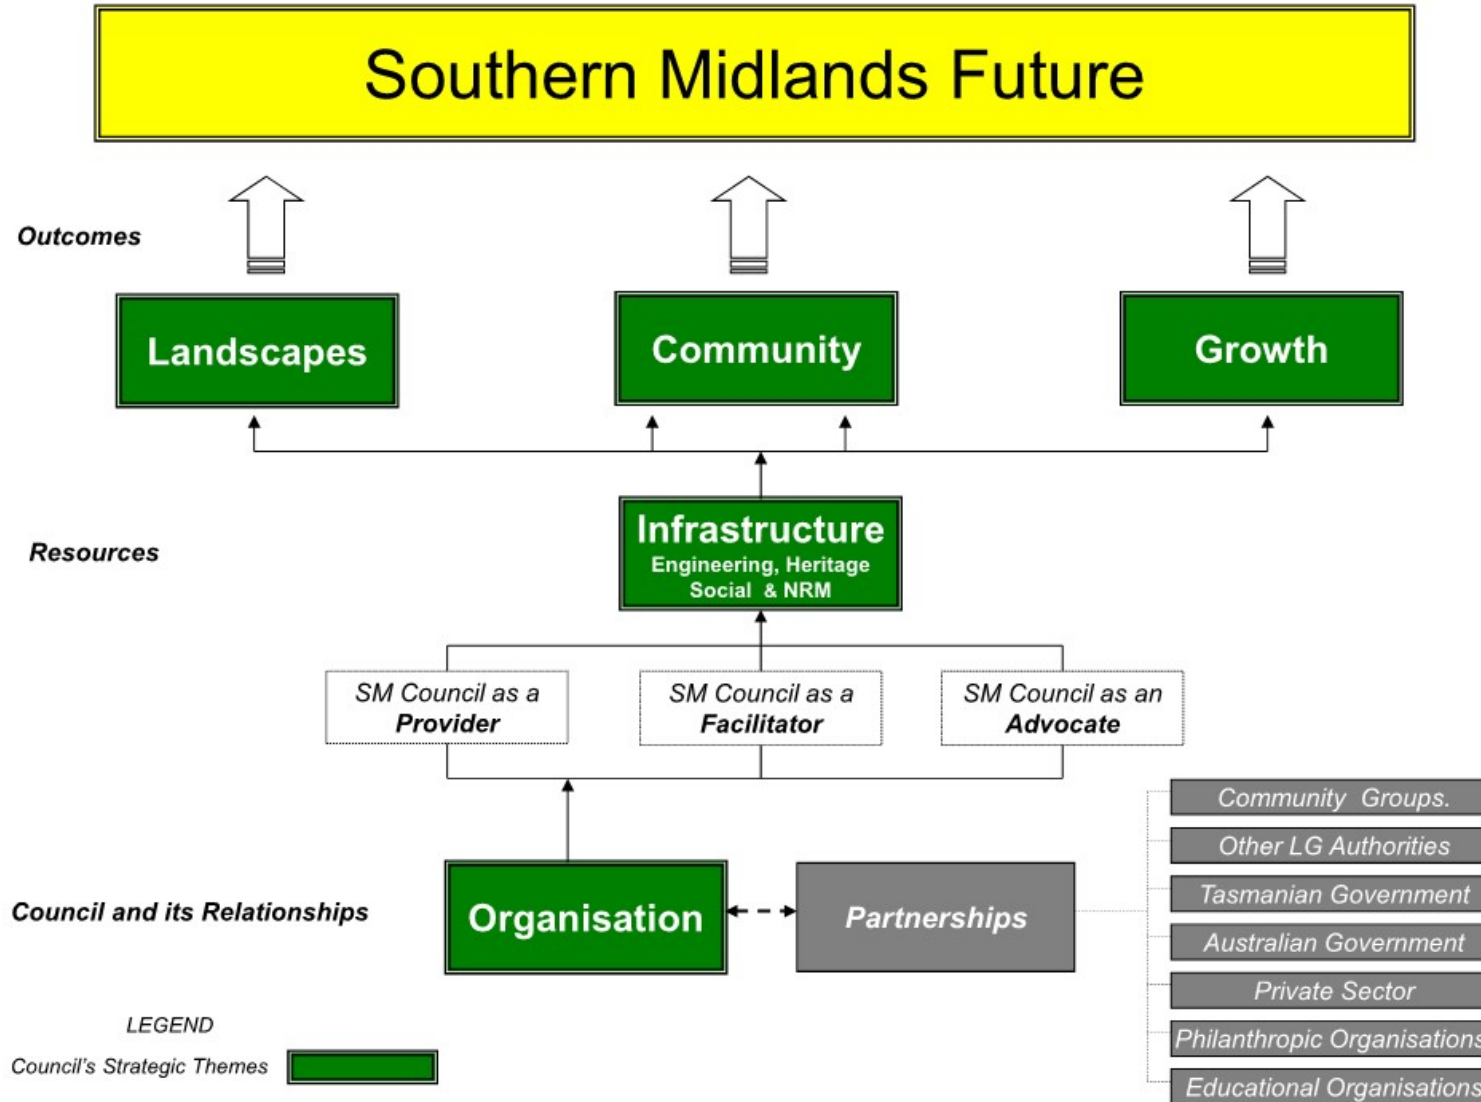 Southern Midlands Future
Outcomes
Landscapes
Community
Growth
Resources
Infrastructure
Engineering, Heritage
Social & NRM
SM Council as a
Provider
SM Council as a
Facilitator
SM Council as an
Advocate
Council and its Relationships
Organisation
Partnerships
Community Groups.
Other LG Authorities
Tasmanian Government
Australian Government
Private Sector
Philanthropic Organisations
Educational Organisations
LEGEND
Council's Strategic Themes